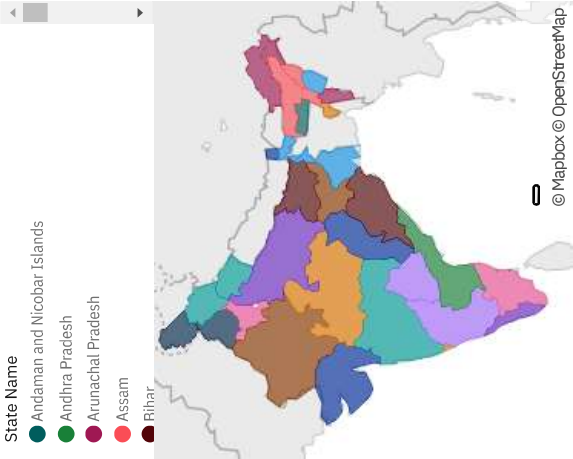 State Name
Andaman and Nicobar Islands
Andhra Pradesh
Arunachal Pradesh
Assam
Bihar
© Mapbox © OpenStreetMap